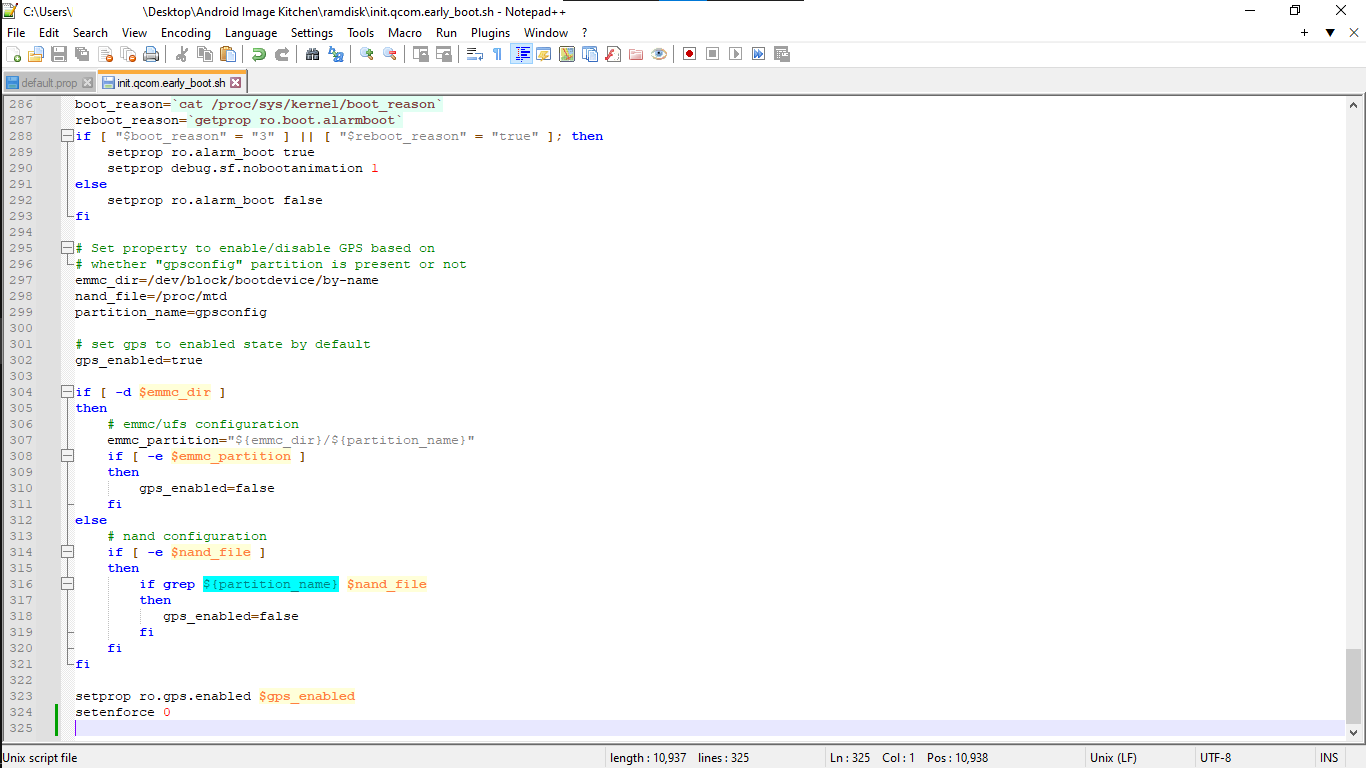 C:\Users\ \Desktop\Android Image Kitchen\ramdisk\init.qcom.early_boot.sh - Notepad++
File Edit Search View Encoding Language Settings Tools Macro Run Plugins Window ? + ▼ X
default.prop init.qcom.early_boot.sh
286 boot_reason=`cat /proc/sys/kernel/boot_reason`
287 reboot_reason=`getprop ro.boot.alarmboot`
288 if [ "$boot_reason" = "3" ] || [ "$reboot_reason" = "true" ]; then
289     setprop ro.alarm_boot true
290     setprop debug.sf.nobootanimation 1
291 else
292     setprop ro.alarm_boot false
293 fi
294
295 # Set property to enable/disable GPS based on
296 # whether "gpsconfig" partition is present or not
297 emmc_dir=/dev/block/bootdevice/by-name
298 nand_file=/proc/mtd
299 partition_name=gpsconfig
300
301 # set gps to enabled state by default
302 gps_enabled=true
303
304 if [ -d $emmc_dir ]
305 then
306     # emmc/ufs configuration
307     emmc_partition="${emmc_dir}/${partition_name}"
308     if [ -e $emmc_partition ]
309     then
310         gps_enabled=false
311     fi
312 else
313     # nand configuration
314     if [ -e $nand_file ]
315     then
316         if grep ${partition_name} $nand_file
317         then
318            gps_enabled=false
319         fi
320     fi
321 fi
322
323 setprop ro.gps.enabled $gps_enabled
324 setenforce 0
325
Unix script file length : 10,937 lines : 325 Ln : 325 Col : 1 Pos : 10,938 Unix (LF) UTF-8 INS